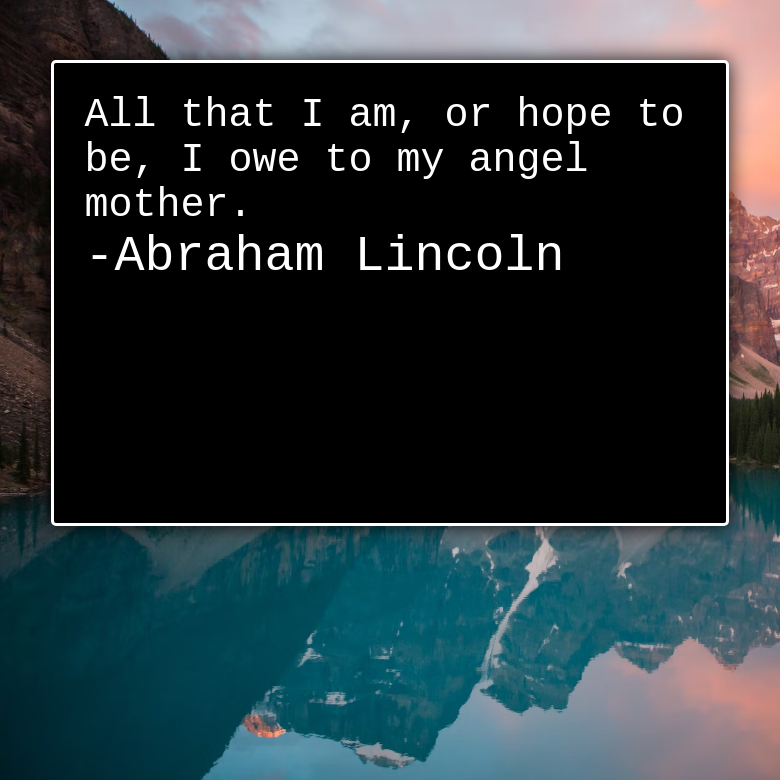 All that I am, or hope to
be, I owe to my angel
mother.
-Abraham Lincoln